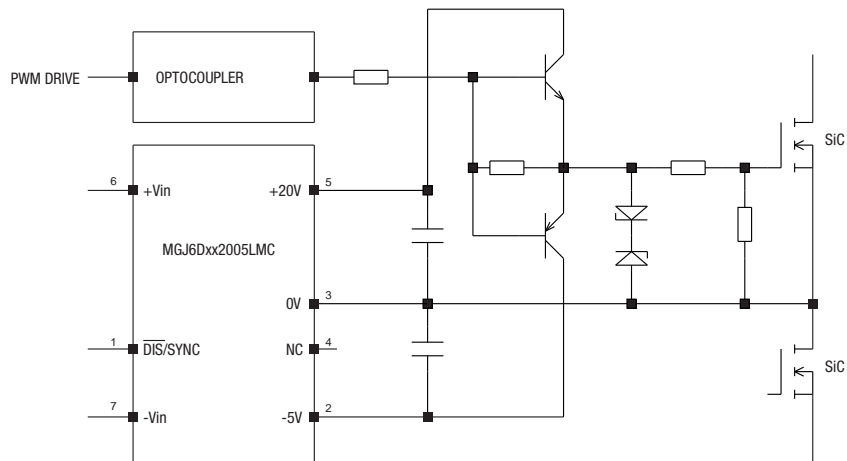 PWM DRIVE
OPTOCOUPLER
SiC
6
+Vin
+20V
5
MGJ6Dxx2005LMC
0V
3
1
DIS/SYNC
NC
4
SiC
7
-Vin
-5V
2